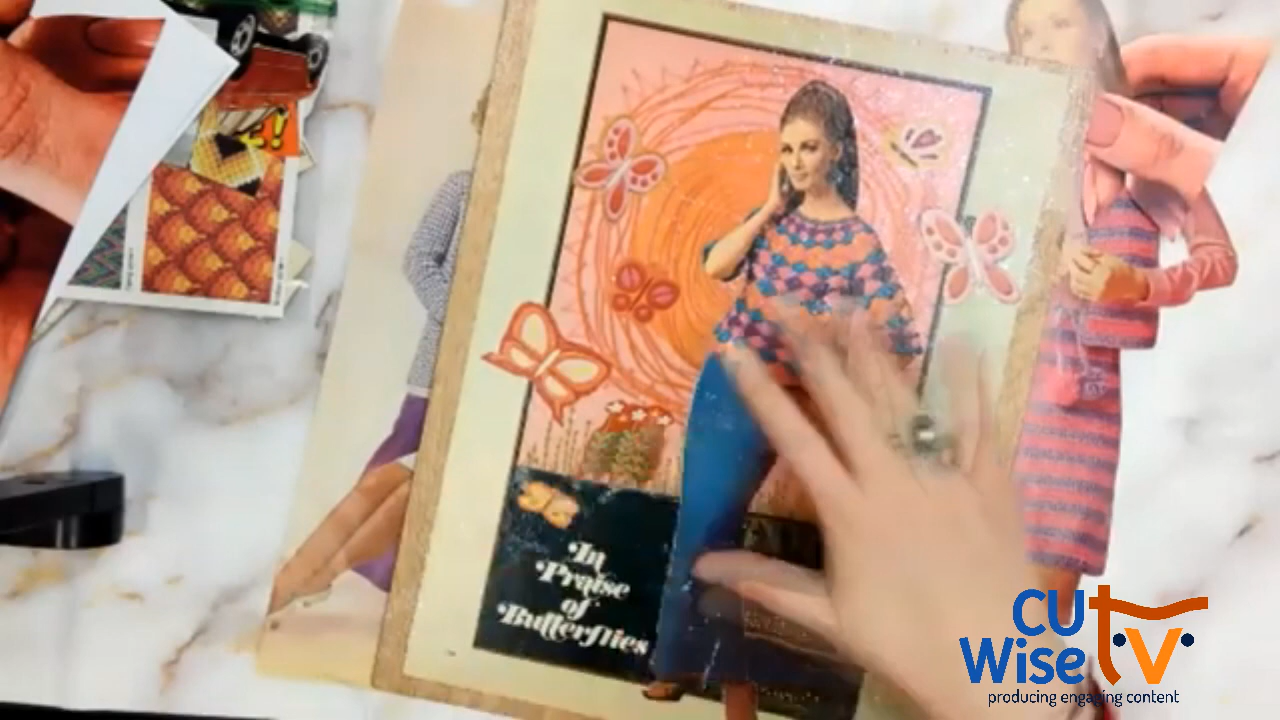 In
Praise
of
Butterflies
CU
Wise
TV
producing engaging content